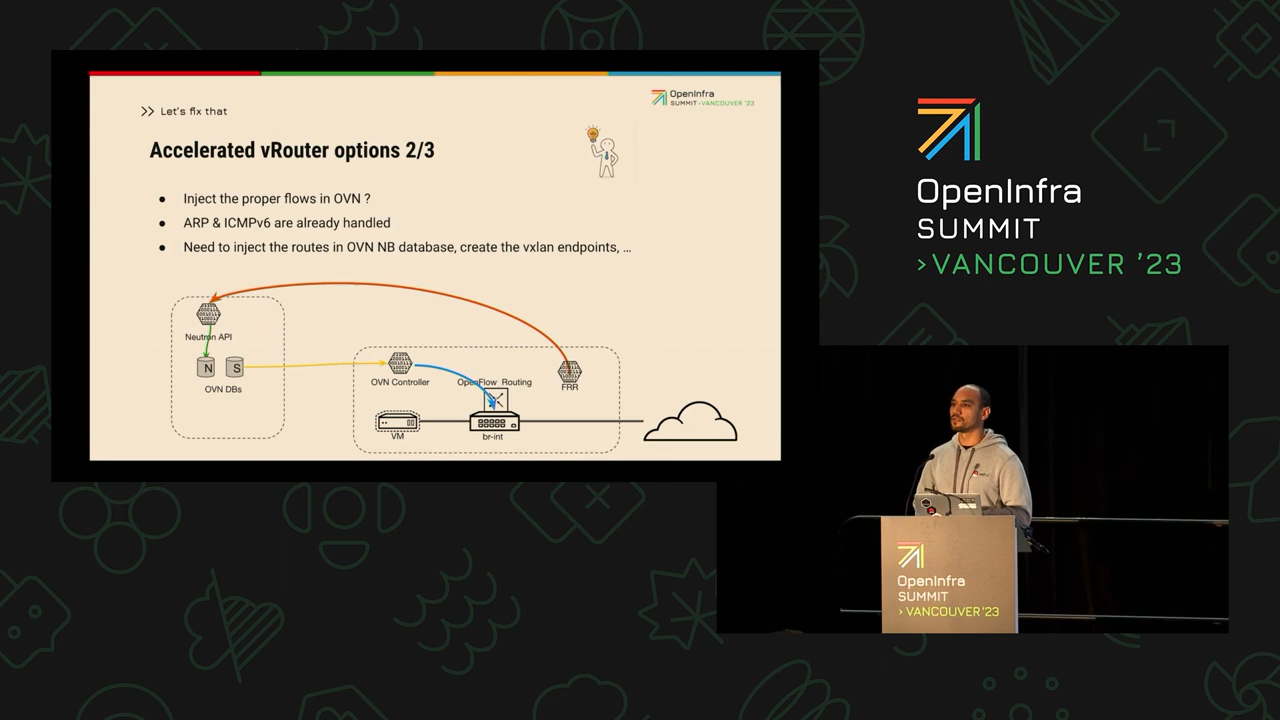 >> Let's fix that
OpenInfra
SUMMIT >VANCOUVER '23
Accelerated vRouter options 2/3
● Inject the proper flows in OVN ?
● ARP & ICMPv6 are already handled
● Need to inject the routes in OVN NB database, create the vxlan endpoints, ...
Neutron API
N
S
OVN DBs
OVN Controller
OpenFlow Routing
FRR
VM
br-int
OpenInfra
SUMMIT
>VANCOUVER '23
OpenInfra
SUMMIT
>VANCOUVER '23